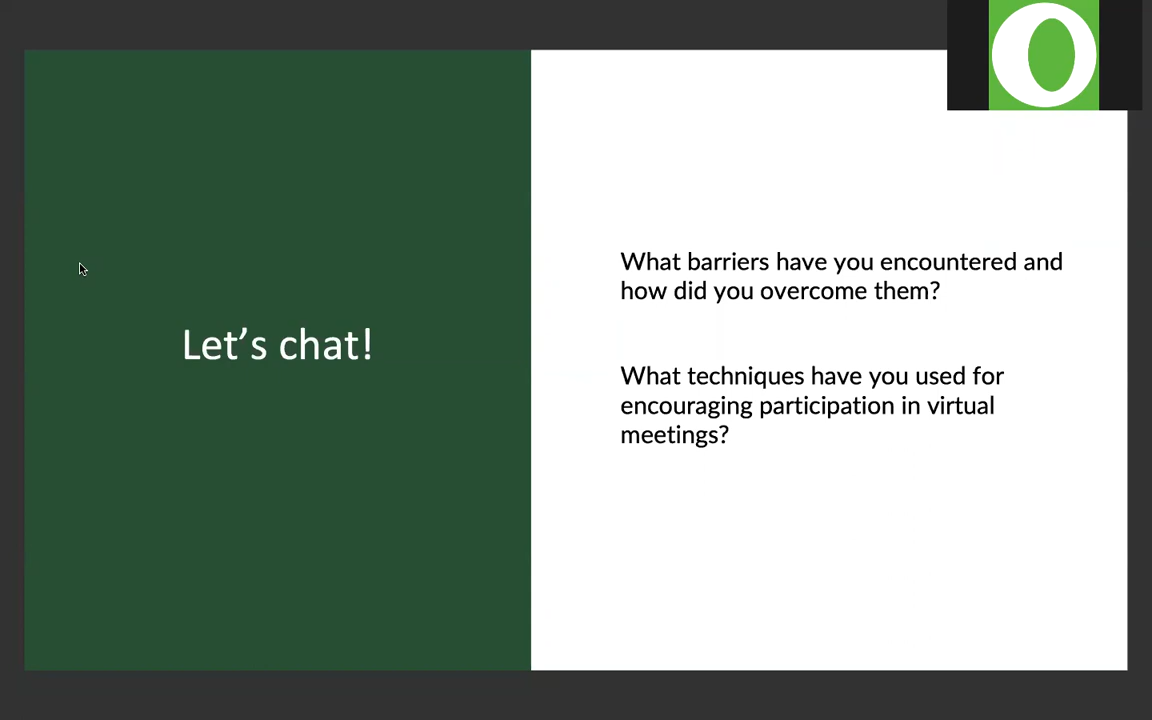 Let’s chat!
What barriers have you encountered and
how did you overcome them?
What techniques have you used for
encouraging participation in virtual
meetings?